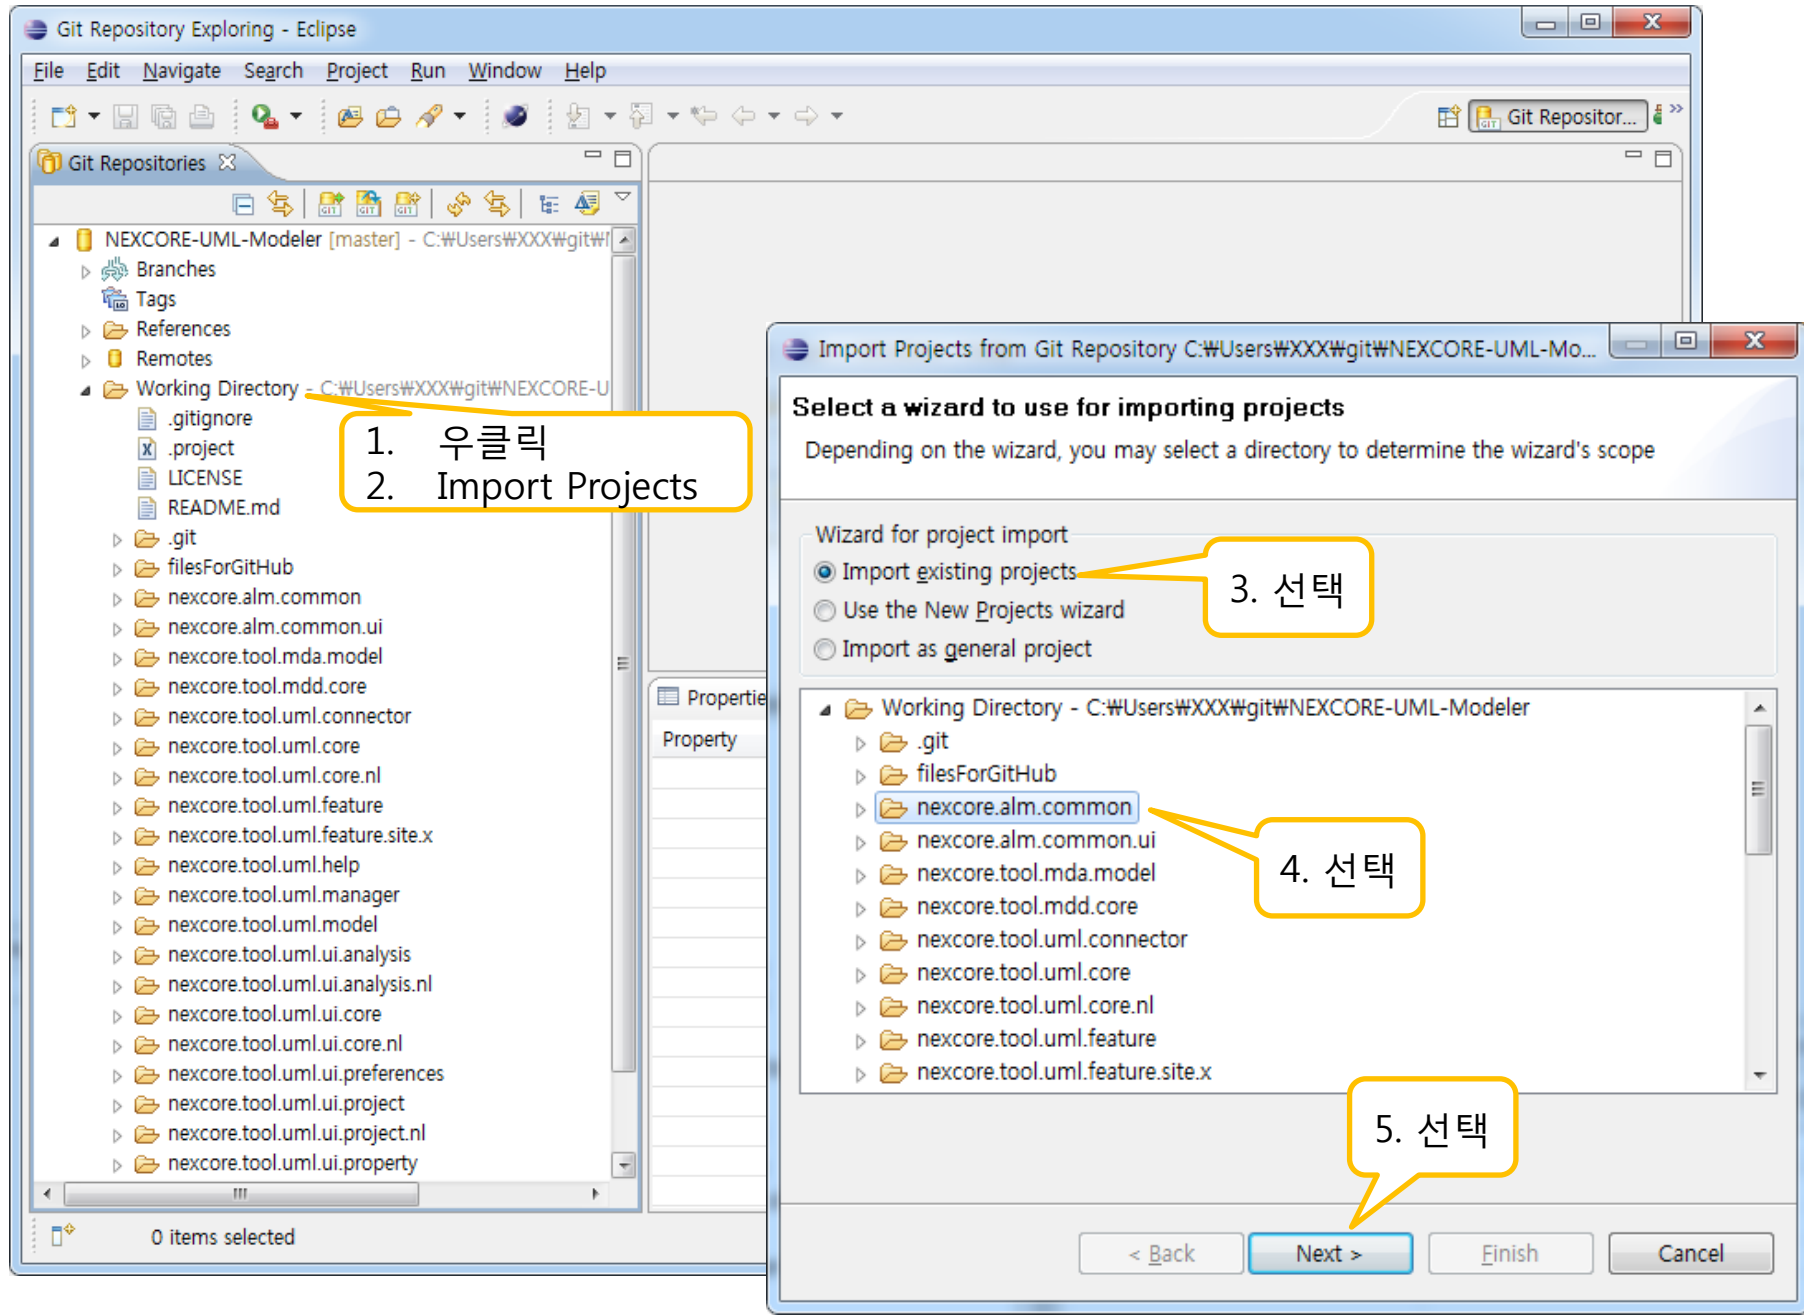 Git Repository Exploring - Eclipse
File Edit Navigate Search Project Run Window Help
Git Repositor...
Git Repositories
NEXCORE-UML-Modeler [master] - C:₩Users₩XXX₩git₩
Branches
Tags
References
Remotes
Working Directory - C:₩Users₩XXX₩git₩NEXCORE-U
.gitignore
.project
LICENSE
README.md
.git
filesForGitHub
nexcore.alm.common
nexcore.alm.common.ui
nexcore.tool.mda.model
nexcore.tool.mdd.core
nexcore.tool.uml.connector
nexcore.tool.uml.core
nexcore.tool.uml.core.nl
nexcore.tool.uml.feature
nexcore.tool.uml.feature.site.x
nexcore.tool.uml.help
nexcore.tool.uml.manager
nexcore.tool.uml.model
nexcore.tool.uml.ui.analysis
nexcore.tool.uml.ui.analysis.nl
nexcore.tool.uml.ui.core
nexcore.tool.uml.ui.core.nl
nexcore.tool.uml.ui.preferences
nexcore.tool.uml.ui.project
nexcore.tool.uml.ui.project.nl
nexcore.tool.uml.ui.property
0 items selected
1. 우클릭
2. Import Projects
Propertie
Property
Import Projects from Git Repository C:₩Users₩XXX₩git₩NEXCORE-UML-Mo...
Select a wizard to use for importing projects
Depending on the wizard, you may select a directory to determine the wizard's scope
Wizard for project import
Import existing projects
Use the New Projects wizard
Import as general project
3. 선택
Working Directory - C:₩Users₩XXX₩git₩NEXCORE-UML-Modeler
.git
filesForGitHub
nexcore.alm.common
nexcore.alm.common.ui
nexcore.tool.mda.model
nexcore.tool.mdd.core
nexcore.tool.uml.connector
nexcore.tool.uml.core
nexcore.tool.uml.core.nl
nexcore.tool.uml.feature
nexcore.tool.uml.feature.site.x
4. 선택
5. 선택
< Back Next > Finish Cancel